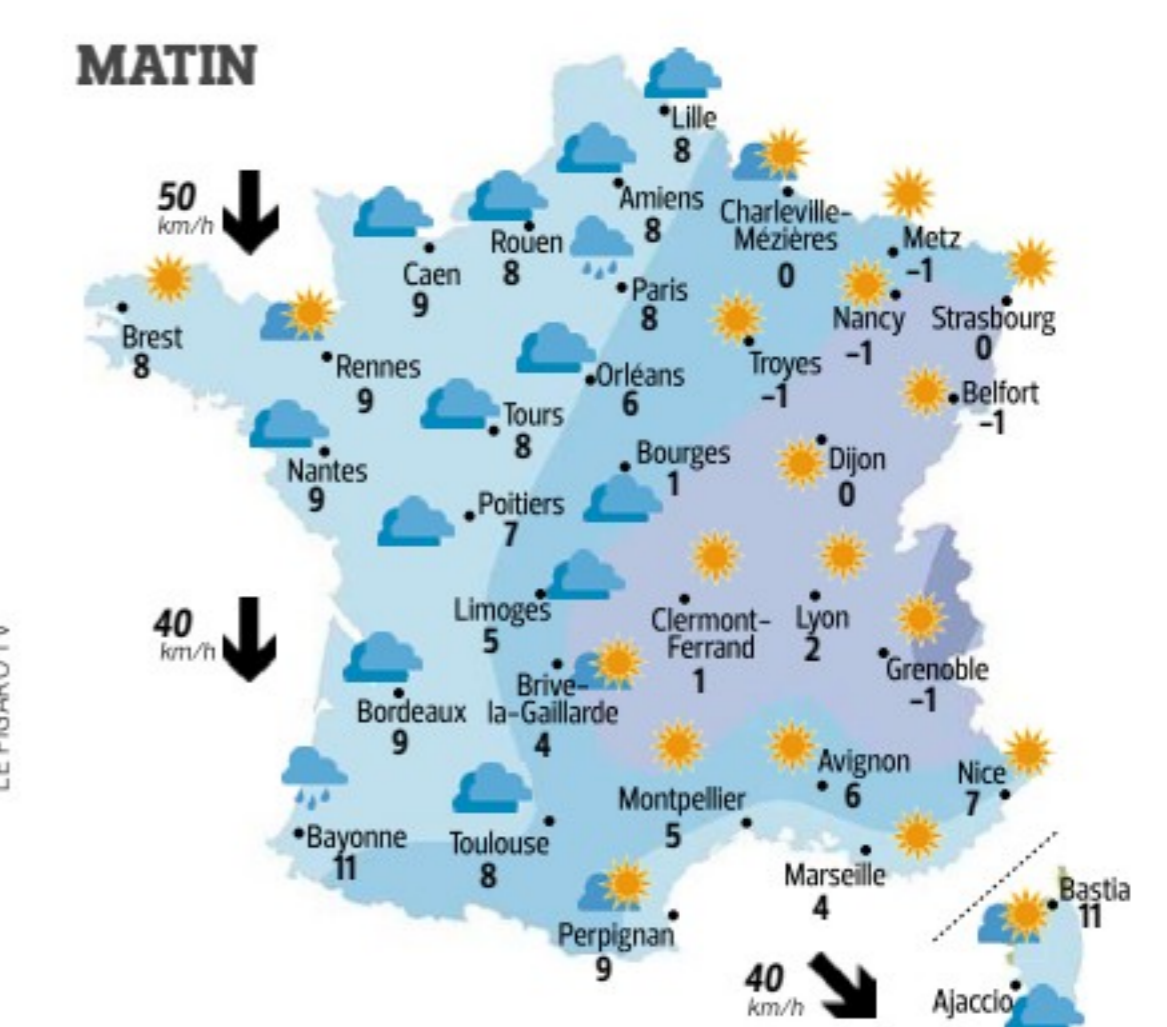 MATIN
Lille
8
50
km/h
Amiens
8
Charleville-
Mézières
0
Rouen
8
Metz
-1
Caen
9
Paris
8
Nancy
-1
Strasbourg
0
Brest
8
Rennes
9
Troyes
-1
Orléans
6
Belfort
-1
Tours
8
Bourges
1
Dijon
0
Nantes
9
Poitiers
7
40
km/h
Limoges
5
Clermont-
Ferrand
1
Lyon
2
Grenoble
-1
Brive-
la-Gaillarde
4
Bordeaux
9
Avignon
6
Nice
7
Montpellier
5
Bayonne
11
Toulouse
8
Marseille
4
Bastia
11
Perpignan
9
40
km/h
Ajaccio
LE FIGARO TV